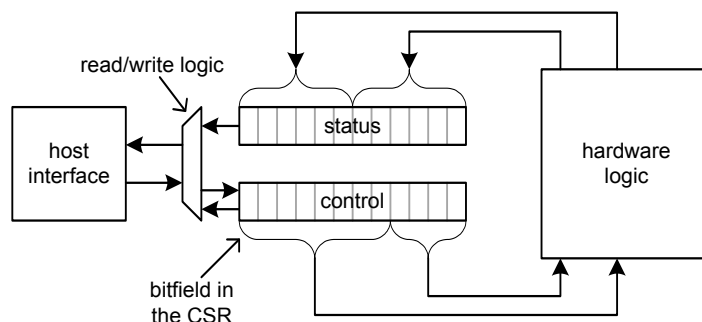 read/write logic
status
host
interface
hardware
logic
control
bitfield in
the CSR